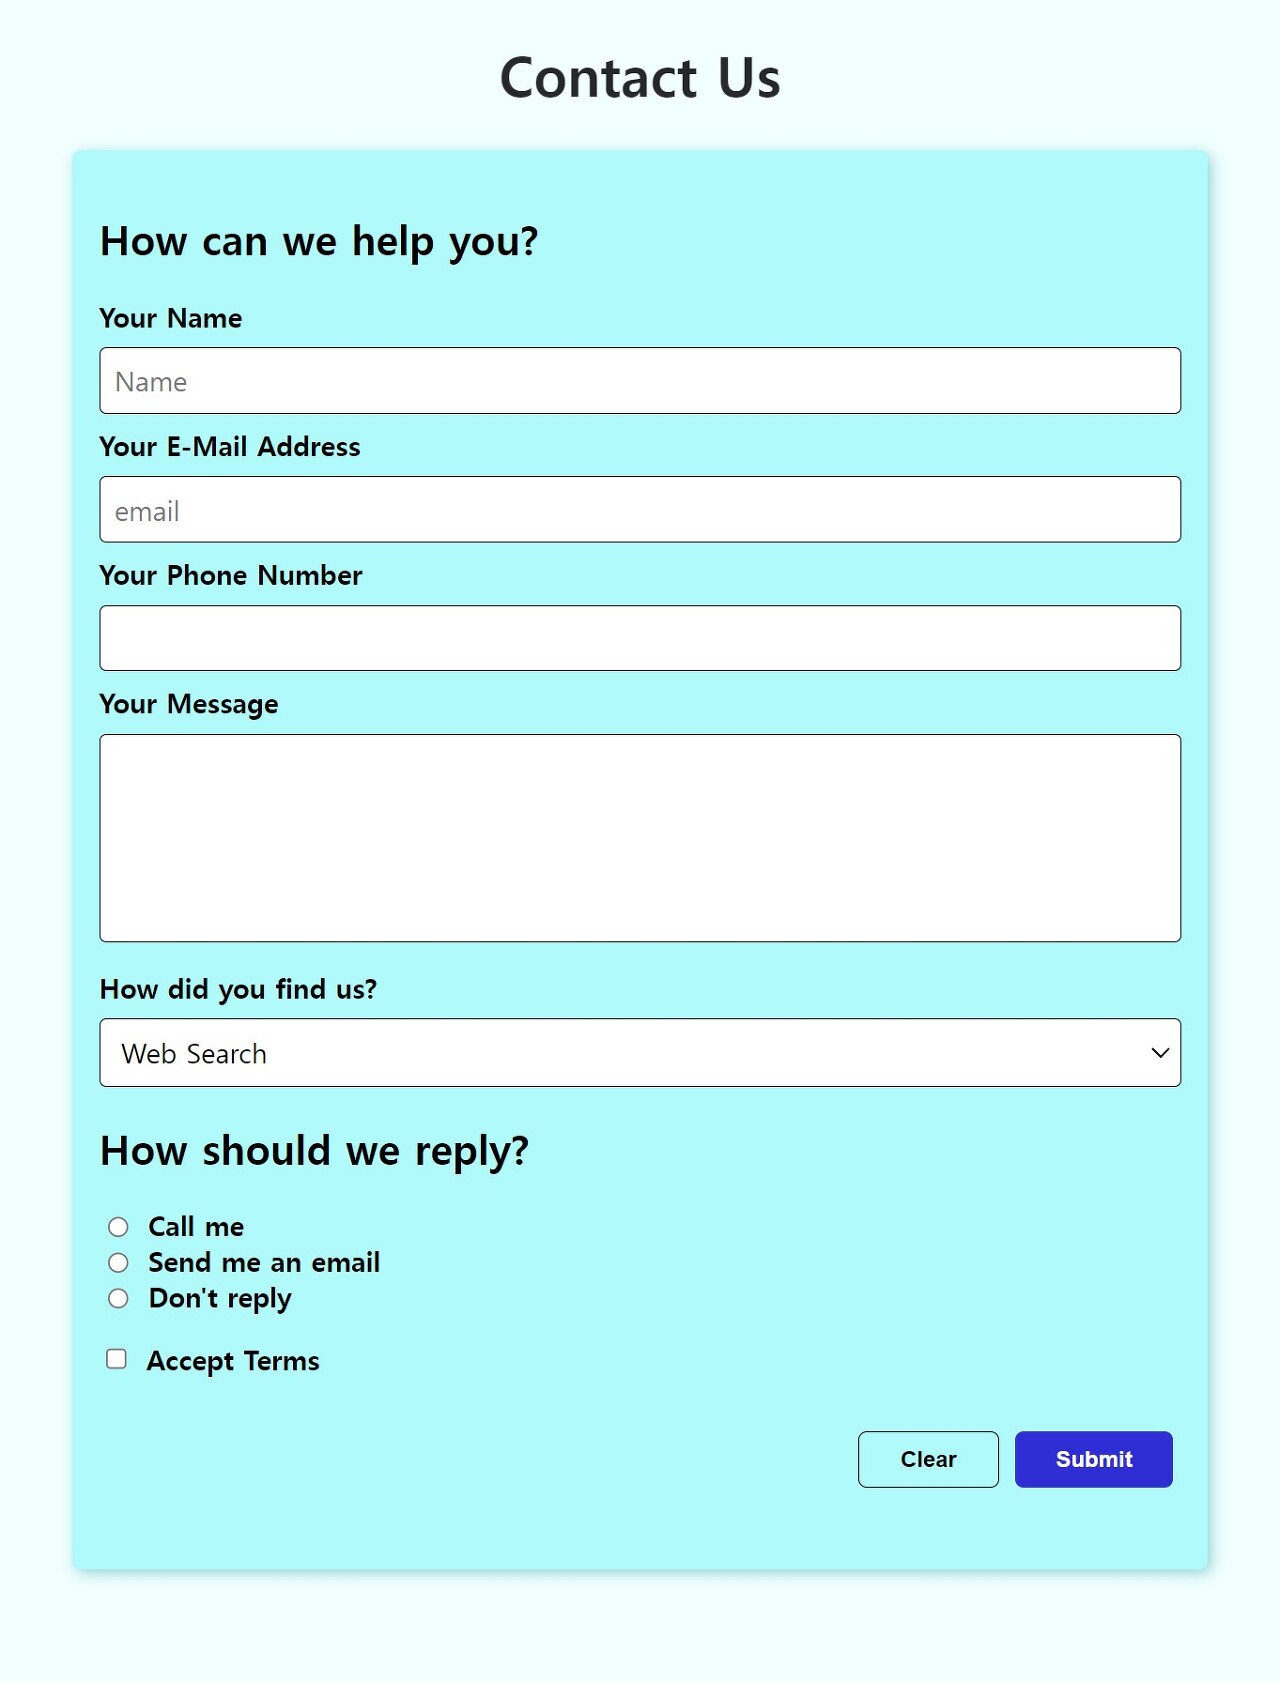 Contact Us
How can we help you?
Your Name
Name
Your E-Mail Address
email
Your Phone Number
Your Message
How did you find us?
Web Search
How should we reply?
Call me
Send me an email
Don't reply
Accept Terms
Clear
Submit